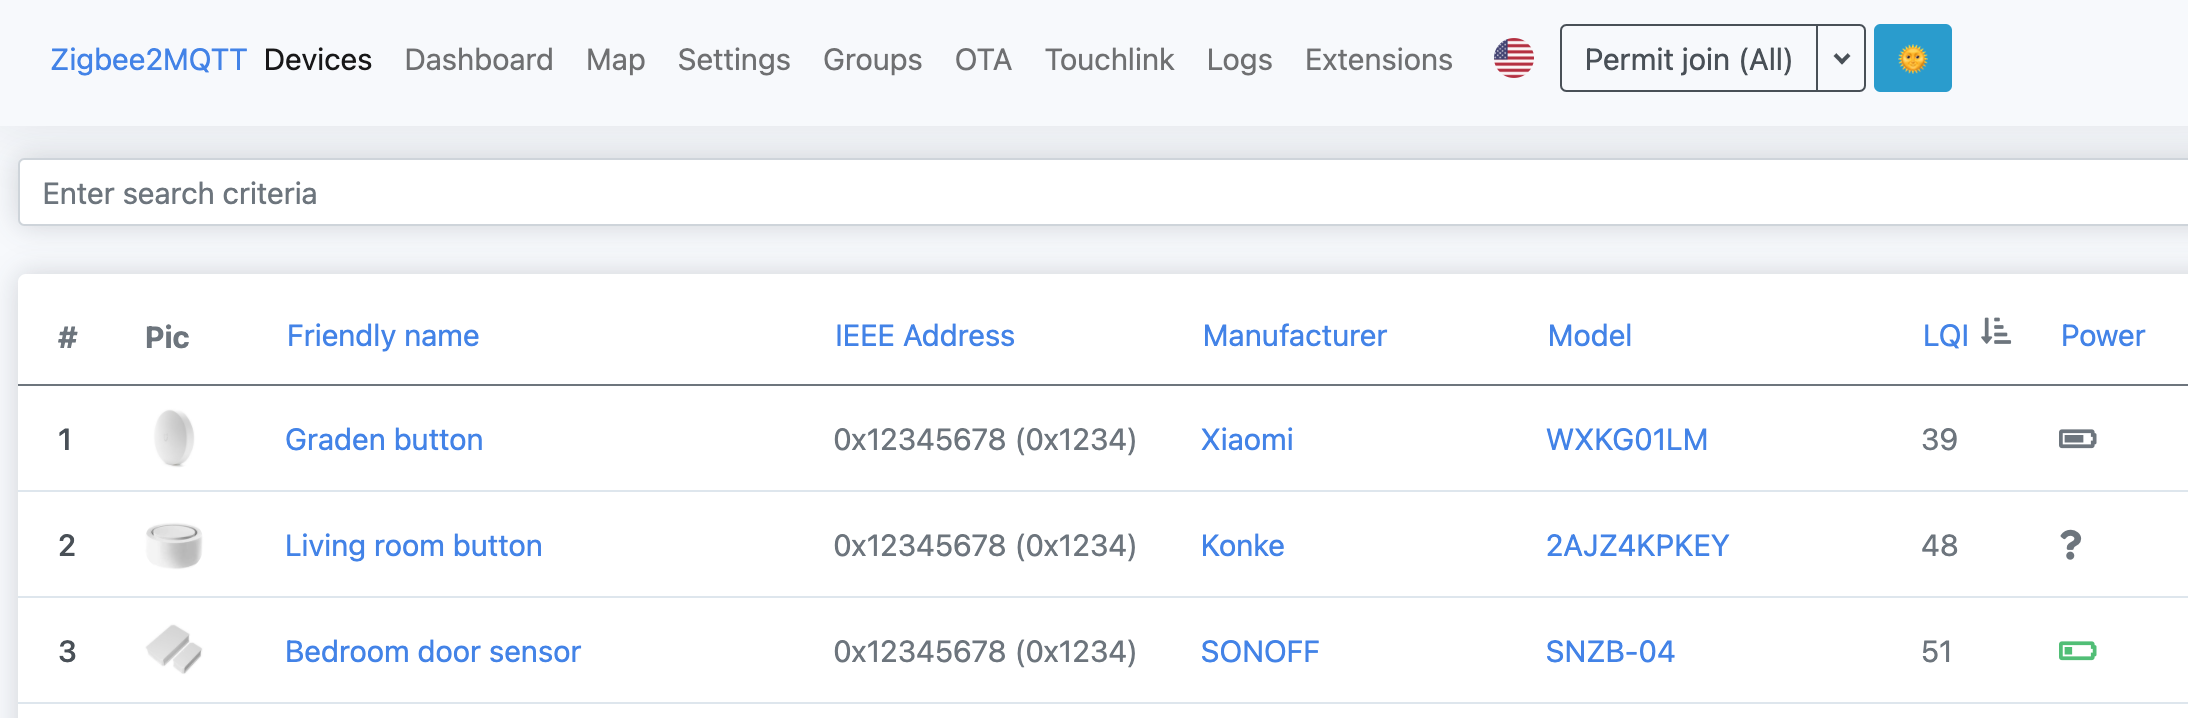 Zigbee2MQTT Devices Dashboard Map Settings Groups OTA Touchlink Logs Extensions Permit join (All)
Enter search criteria
# Pic Friendly name IEEE Address Manufacturer Model LQI Power
1 Graden button 0x12345678 (0x1234) Xiaomi WXKG01LM 39
2 Living room button 0x12345678 (0x1234) Konke 2AJZ4KPKEY 48 ?
3 Bedroom door sensor 0x12345678 (0x1234) SONOFF SNZB-04 51